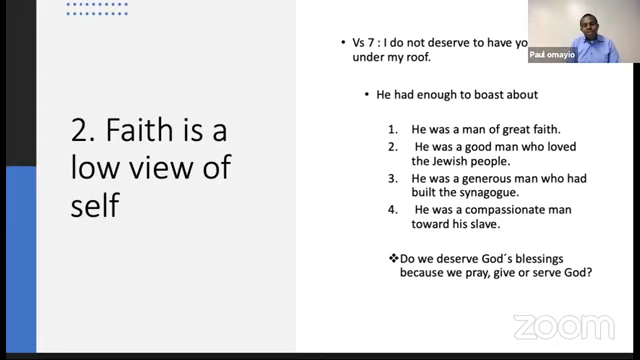 2. Faith is a
low view of
self
• Vs 7 : I do not deserve to have yo
under my roof.
• He had enough to boast about
1. He was a man of great faith.
2. He was a good man who loved
the Jewish people.
3. He was a generous man who had
built the synagogue.
4. He was a compassionate man
toward his slave.
❖Do we deserve God´s blessings
because we pray, give or serve God?
Paul omayio
zoom